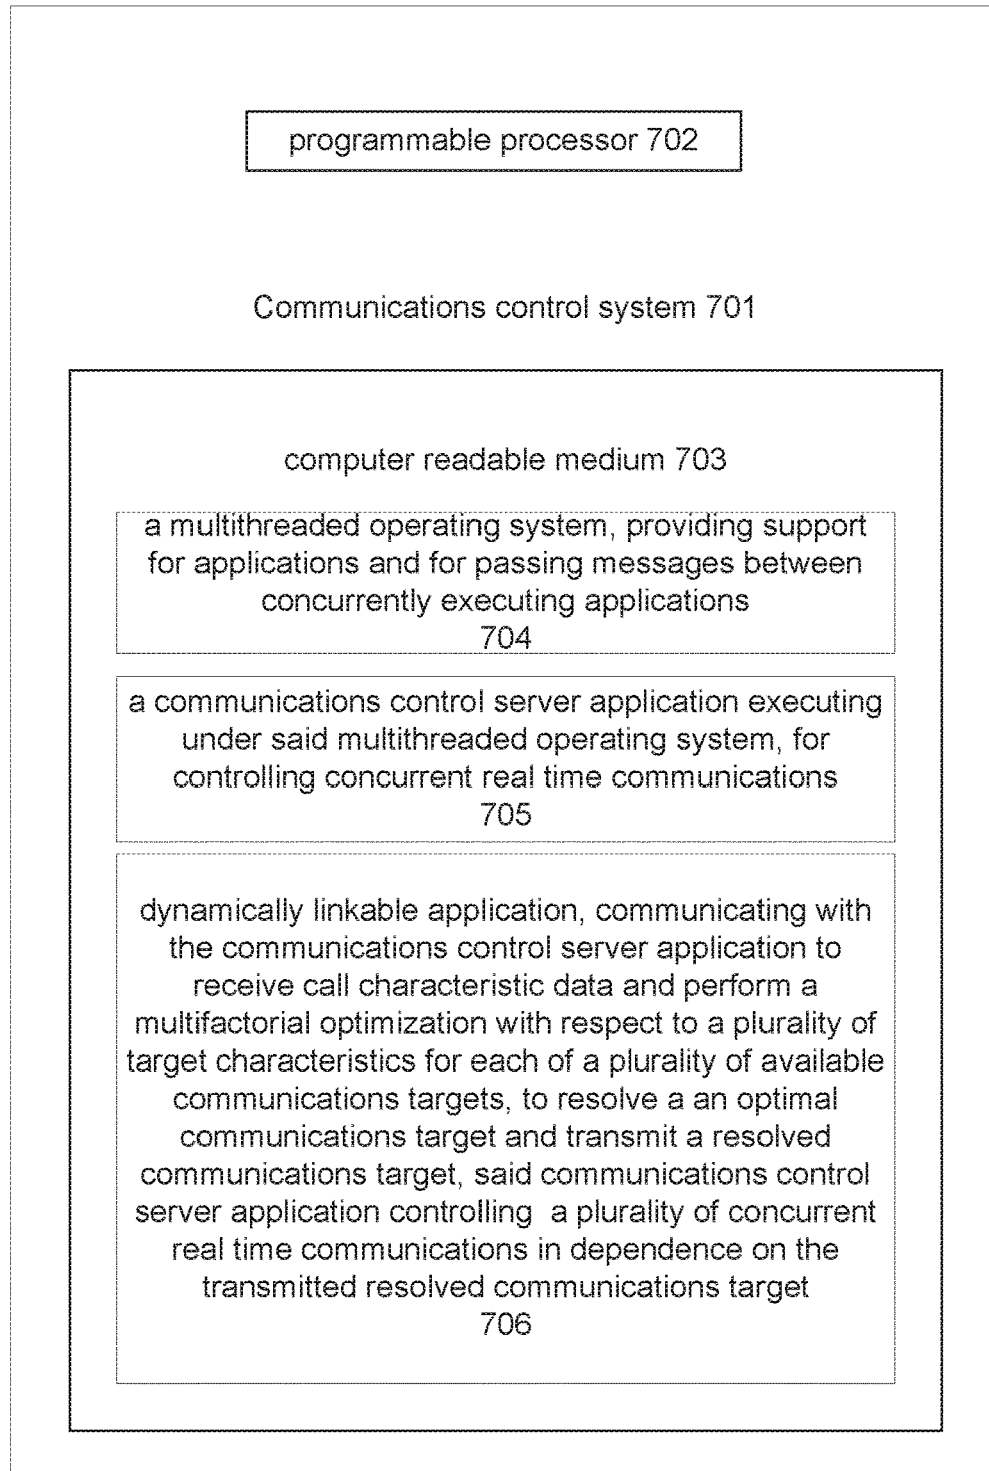 programmable processor 702
Communications control system 701
computer readable medium 703
a multithreaded operating system, providing support
for applications and for passing messages between
concurrently executing applications
704
a communications control server application executing
under said multithreaded operating system, for
controlling concurrent real time communications
705
dynamically linkable application, communicating with
the communications control server application to
receive call characteristic data and perform a
multifactorial optimization with respect to a plurality of
target characteristics for each of a plurality of available
communications targets, to resolve a an optimal
communications target and transmit a resolved
communications target, said communications control
server application controlling a plurality of concurrent
real time communications in dependence on the
transmitted resolved communications target
706